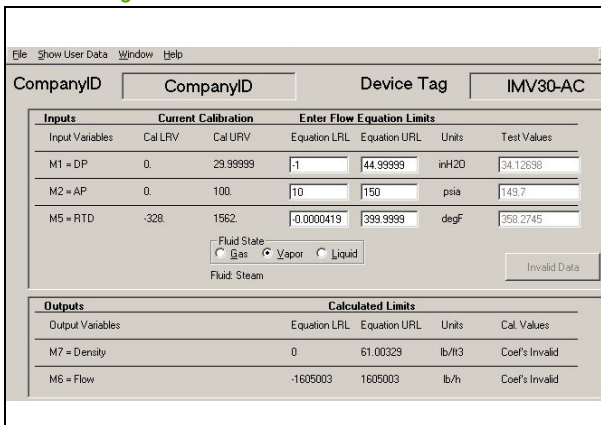 File Show User Data Window Help
CompanyID CompanyID Device Tag IMV30-AC
Inputs Current Calibration Enter Flow Equation Limits
Input Variables Cal LRV Cal URV Equation LRL Equation URL Units Test Values
M1 = DP 0. 29.99999 -1 44.99999 inH2O 34.12698
M2 = AP 0. 100. 10 150 psia 149.7
M5 = RTD -328. 1562. -0.0000419 399.9999 degF 358.2745
Fluid State
Gas Vapor Liquid
Fluid: Steam
Invalid Data
Outputs Calculated Limits
Output Variables Equation LRL Equation URL Units Cal. Values
M7 = Density 0 61.00329 lb/ft3 Coef's Invalid
M6 = Flow -1605003 1605003 lb/h Coef's Invalid